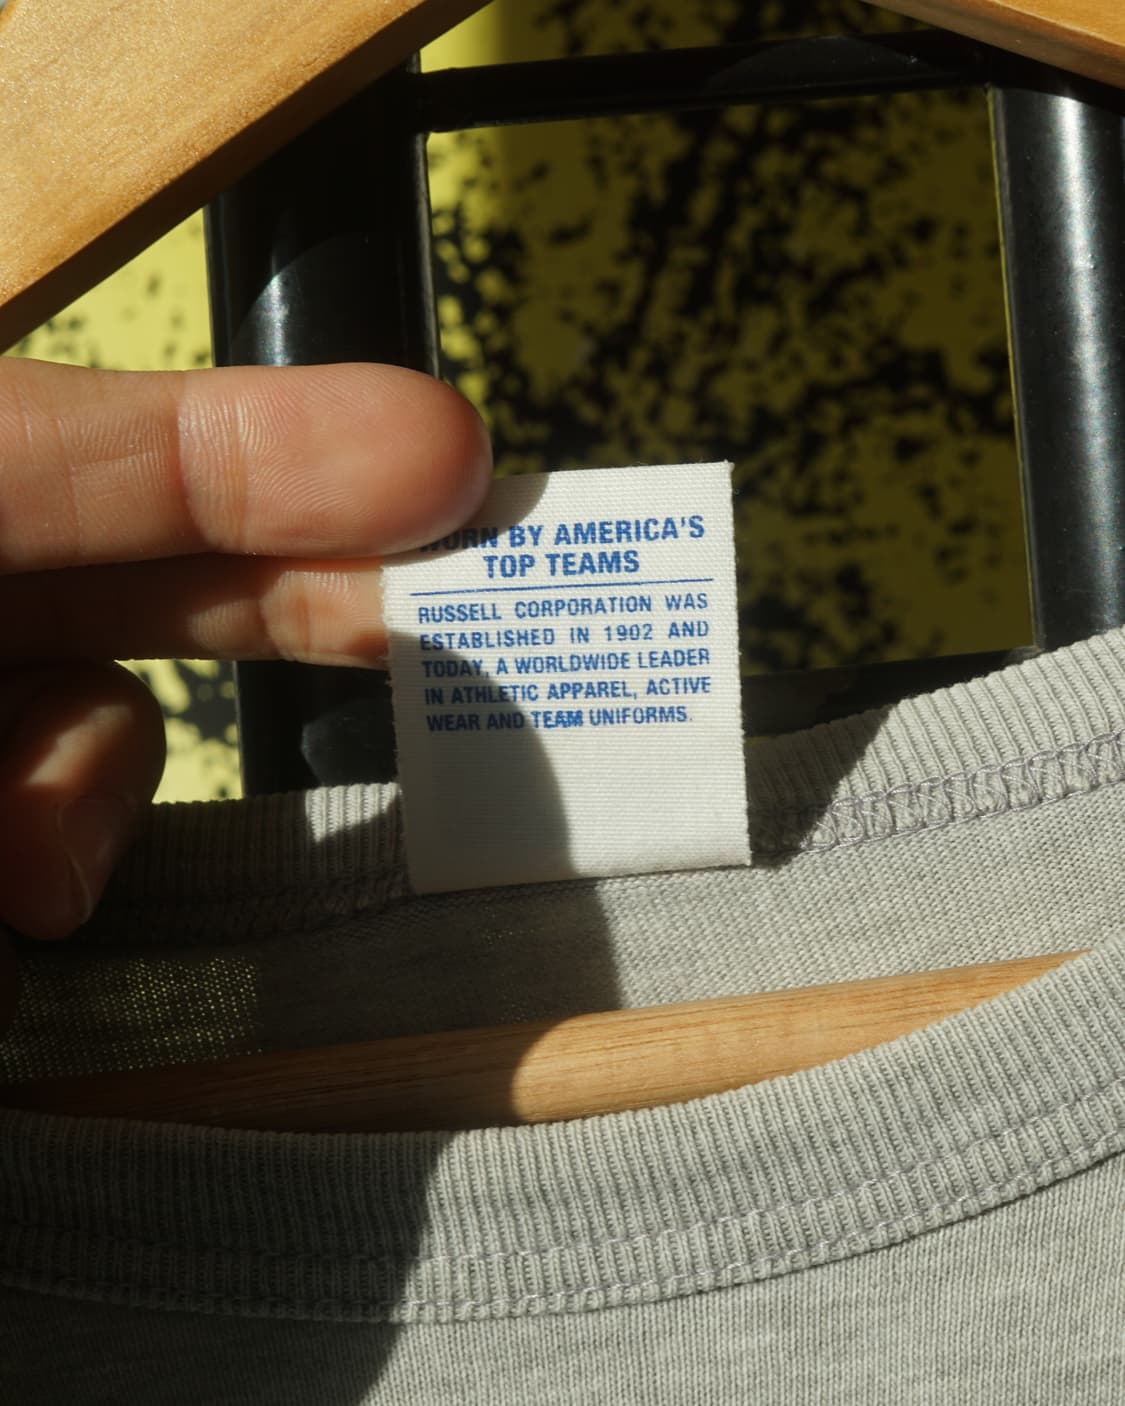 WORN BY AMERICA'S
TOP TEAMS
RUSSELL CORPORATION WAS
ESTABLISHED IN 1902 AND
TODAY, A WORLDWIDE LEADER
IN ATHLETIC APPAREL, ACTIVE
WEAR AND TEAM UNIFORMS.